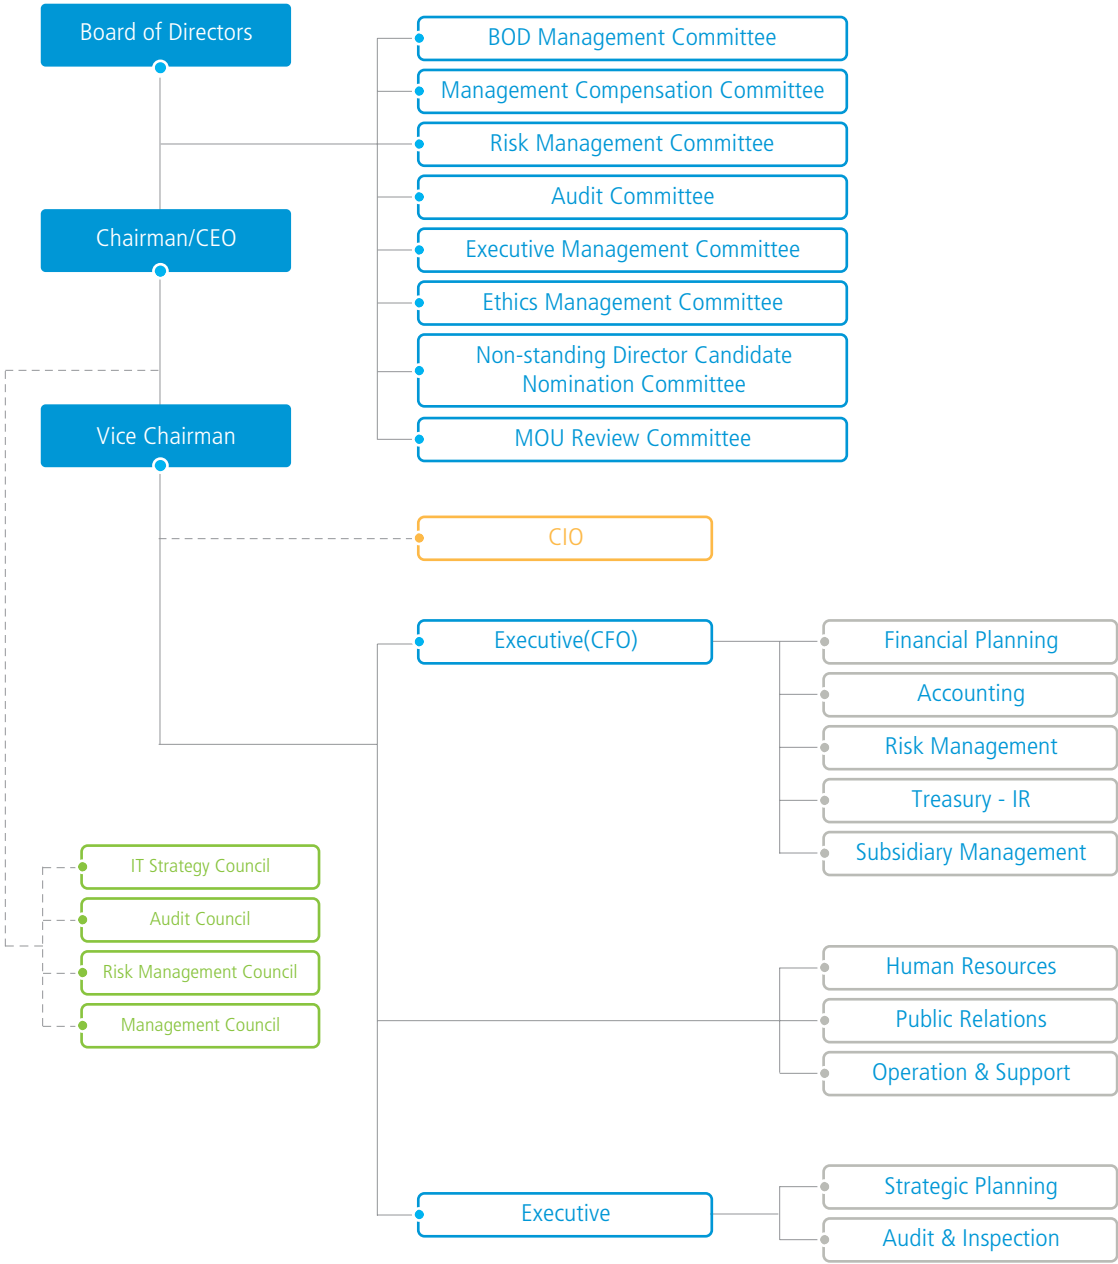 Board of Directors
BOD Management Committee
Management Compensation Committee
Risk Management Committee
Audit Committee
Chairman/CEO
Executive Management Committee
Ethics Management Committee
Non-standing Director Candidate
Nomination Committee
Vice Chairman
MOU Review Committee
CIO
Executive(CFO)
Financial Planning
Accounting
Risk Management
Treasury - IR
Subsidiary Management
IT Strategy Council
Audit Council
Risk Management Council
Management Council
Human Resources
Public Relations
Operation & Support
Executive
Strategic Planning
Audit & Inspection